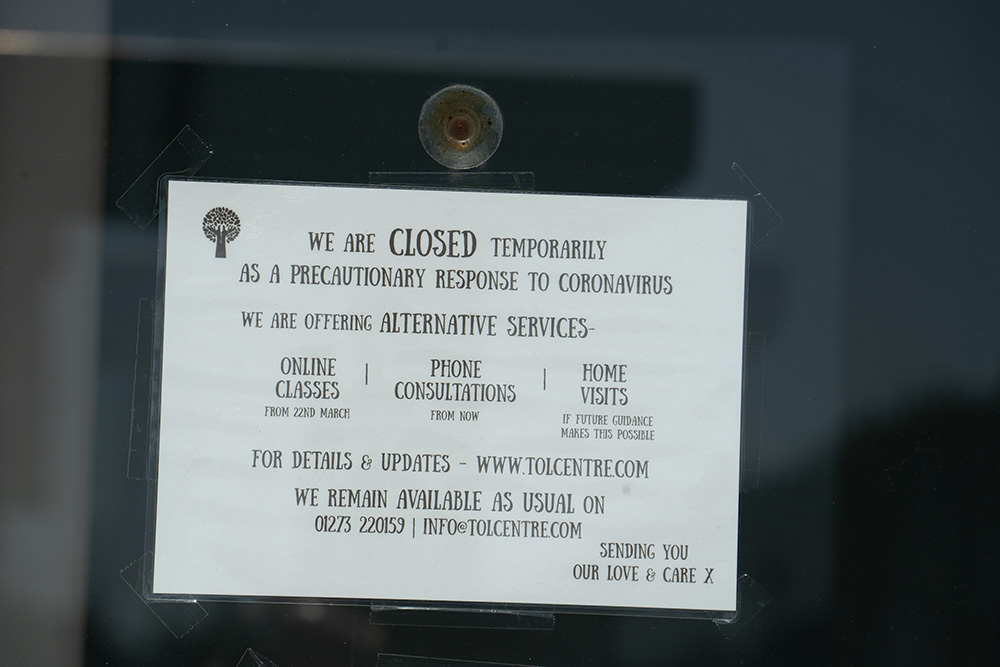 WE ARE CLOSED TEMPORARILY
AS A PRECAUTIONARY RESPONSE TO CORONAVIRUS
WE ARE OFFERING ALTERNATIVE SERVICES-
ONLINE | PHONE | HOME
CLASSES CONSULTATIONS VISITS
FROM 22ND MARCH FROM NOW IF FUTURE GUIDANCE
MAKES THIS POSSIBLE
FOR DETAILS & UPDATES - WWW.TOLCENTRE.COM
WE REMAIN AVAILABLE AS USUAL ON
01273 220159 | INFO@TOLCENTRE.COM
SENDING YOU
OUR LOVE & CARE X